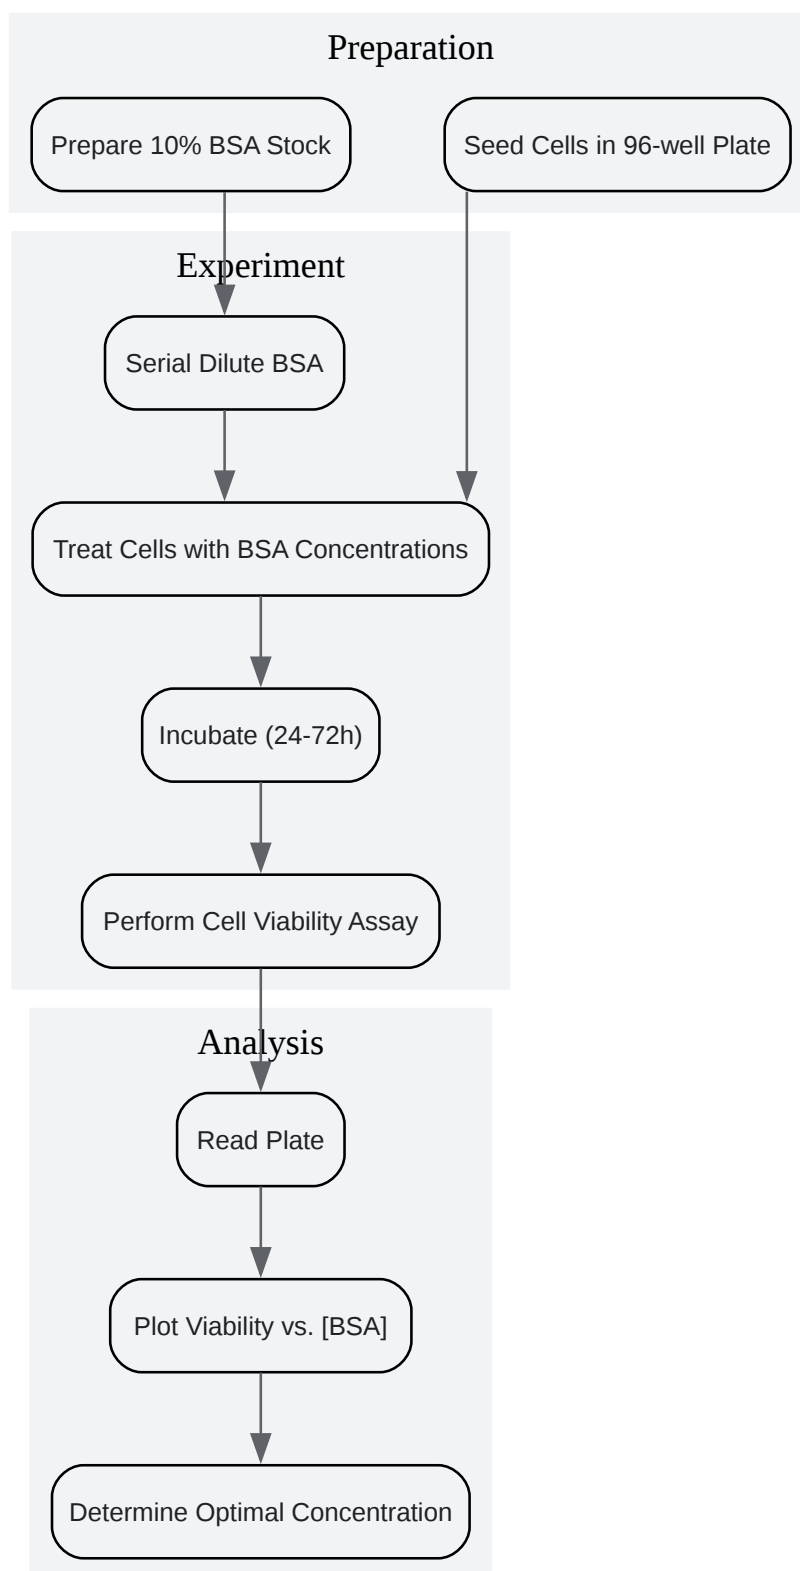 Preparation
Prepare 10% BSA Stock
Seed Cells in 96-well Plate
Experiment
Serial Dilute BSA
Treat Cells with BSA Concentrations
Incubate (24-72h)
Perform Cell Viability Assay
Analysis
Read Plate
Plot Viability vs. [BSA]
Determine Optimal Concentration